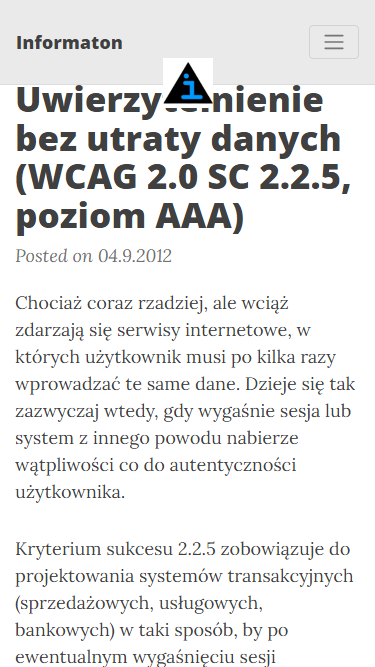 Informaton
bez utraty danych
(WCAG 2.0 SC 2.2.5,
poziom AAA)
Posted on 04.9.2012
Chociaż coraz rzadziej, ale wciąż
zdarzają się serwisy internetowe, w
których użytkownik musi po kilka razy
wprowadzać te same dane. Dzieje się tak
zazwyczaj wtedy, gdy wygaśnie sesja lub
system z innego powodu nabierze
wątpliwości co do autentyczności
użytkownika.
Kryterium sukcesu 2.2.5 zobowiązuje do
projektowania systemów transakcyjnych
(sprzedażowych, usługowych,
bankowych) w taki sposób, by po
ewentualnym wygaśnięciu sesji